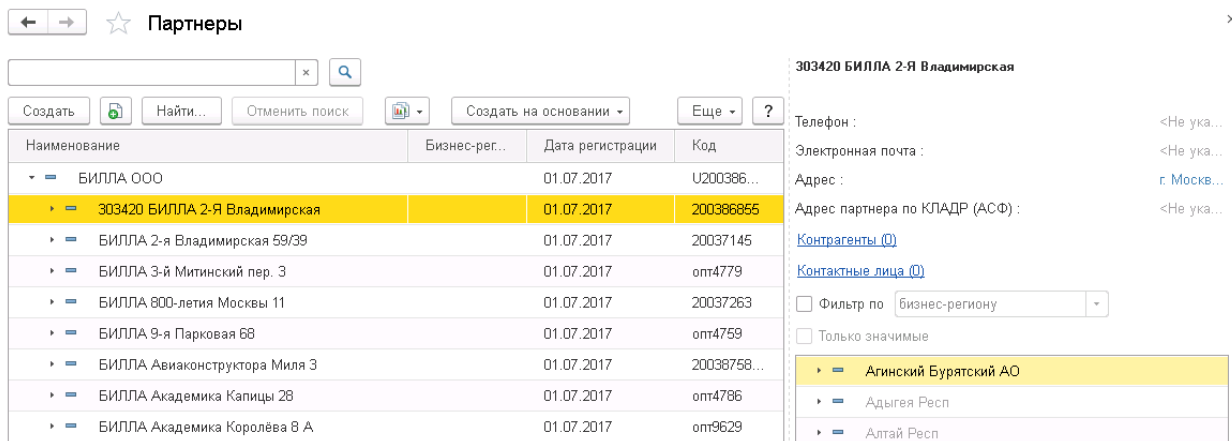 Партнеры
Создать Найти... Отменить поиск Создать на основании Еще ?
Наименование Бизнес-рег... Дата регистрации Код
БИЛЛА ООО 01.07.2017 U200386...
303420 БИЛЛА 2-Я Владимирская 01.07.2017 200386855
БИЛЛА 2-я Владимирская 59/39 01.07.2017 20037145
БИЛЛА 3-й Митинский пер. 3 01.07.2017 опт4779
БИЛЛА 800-летия Москвы 11 01.07.2017 20037263
БИЛЛА 9-я Парковая 68 01.07.2017 опт4759
БИЛЛА Авиаконструктора Миля 3 01.07.2017 20038758...
БИЛЛА Академика Капицы 28 01.07.2017 опт4786
БИЛЛА Академика Королёва 8 А 01.07.2017 опт9629
303420 БИЛЛА 2-Я Владимирская
Телефон : <Не ука...
Электронная почта : <Не ука...
Адрес : г. Москв...
Адрес партнера по КЛАДР (АСФ) : <Не ука...
Контрагенты (0)
Контактные лица (0)
Фильтр по бизнес-региону
Только значимые
Агинский Бурятский АО
Адыгея Респ
Алтай Респ